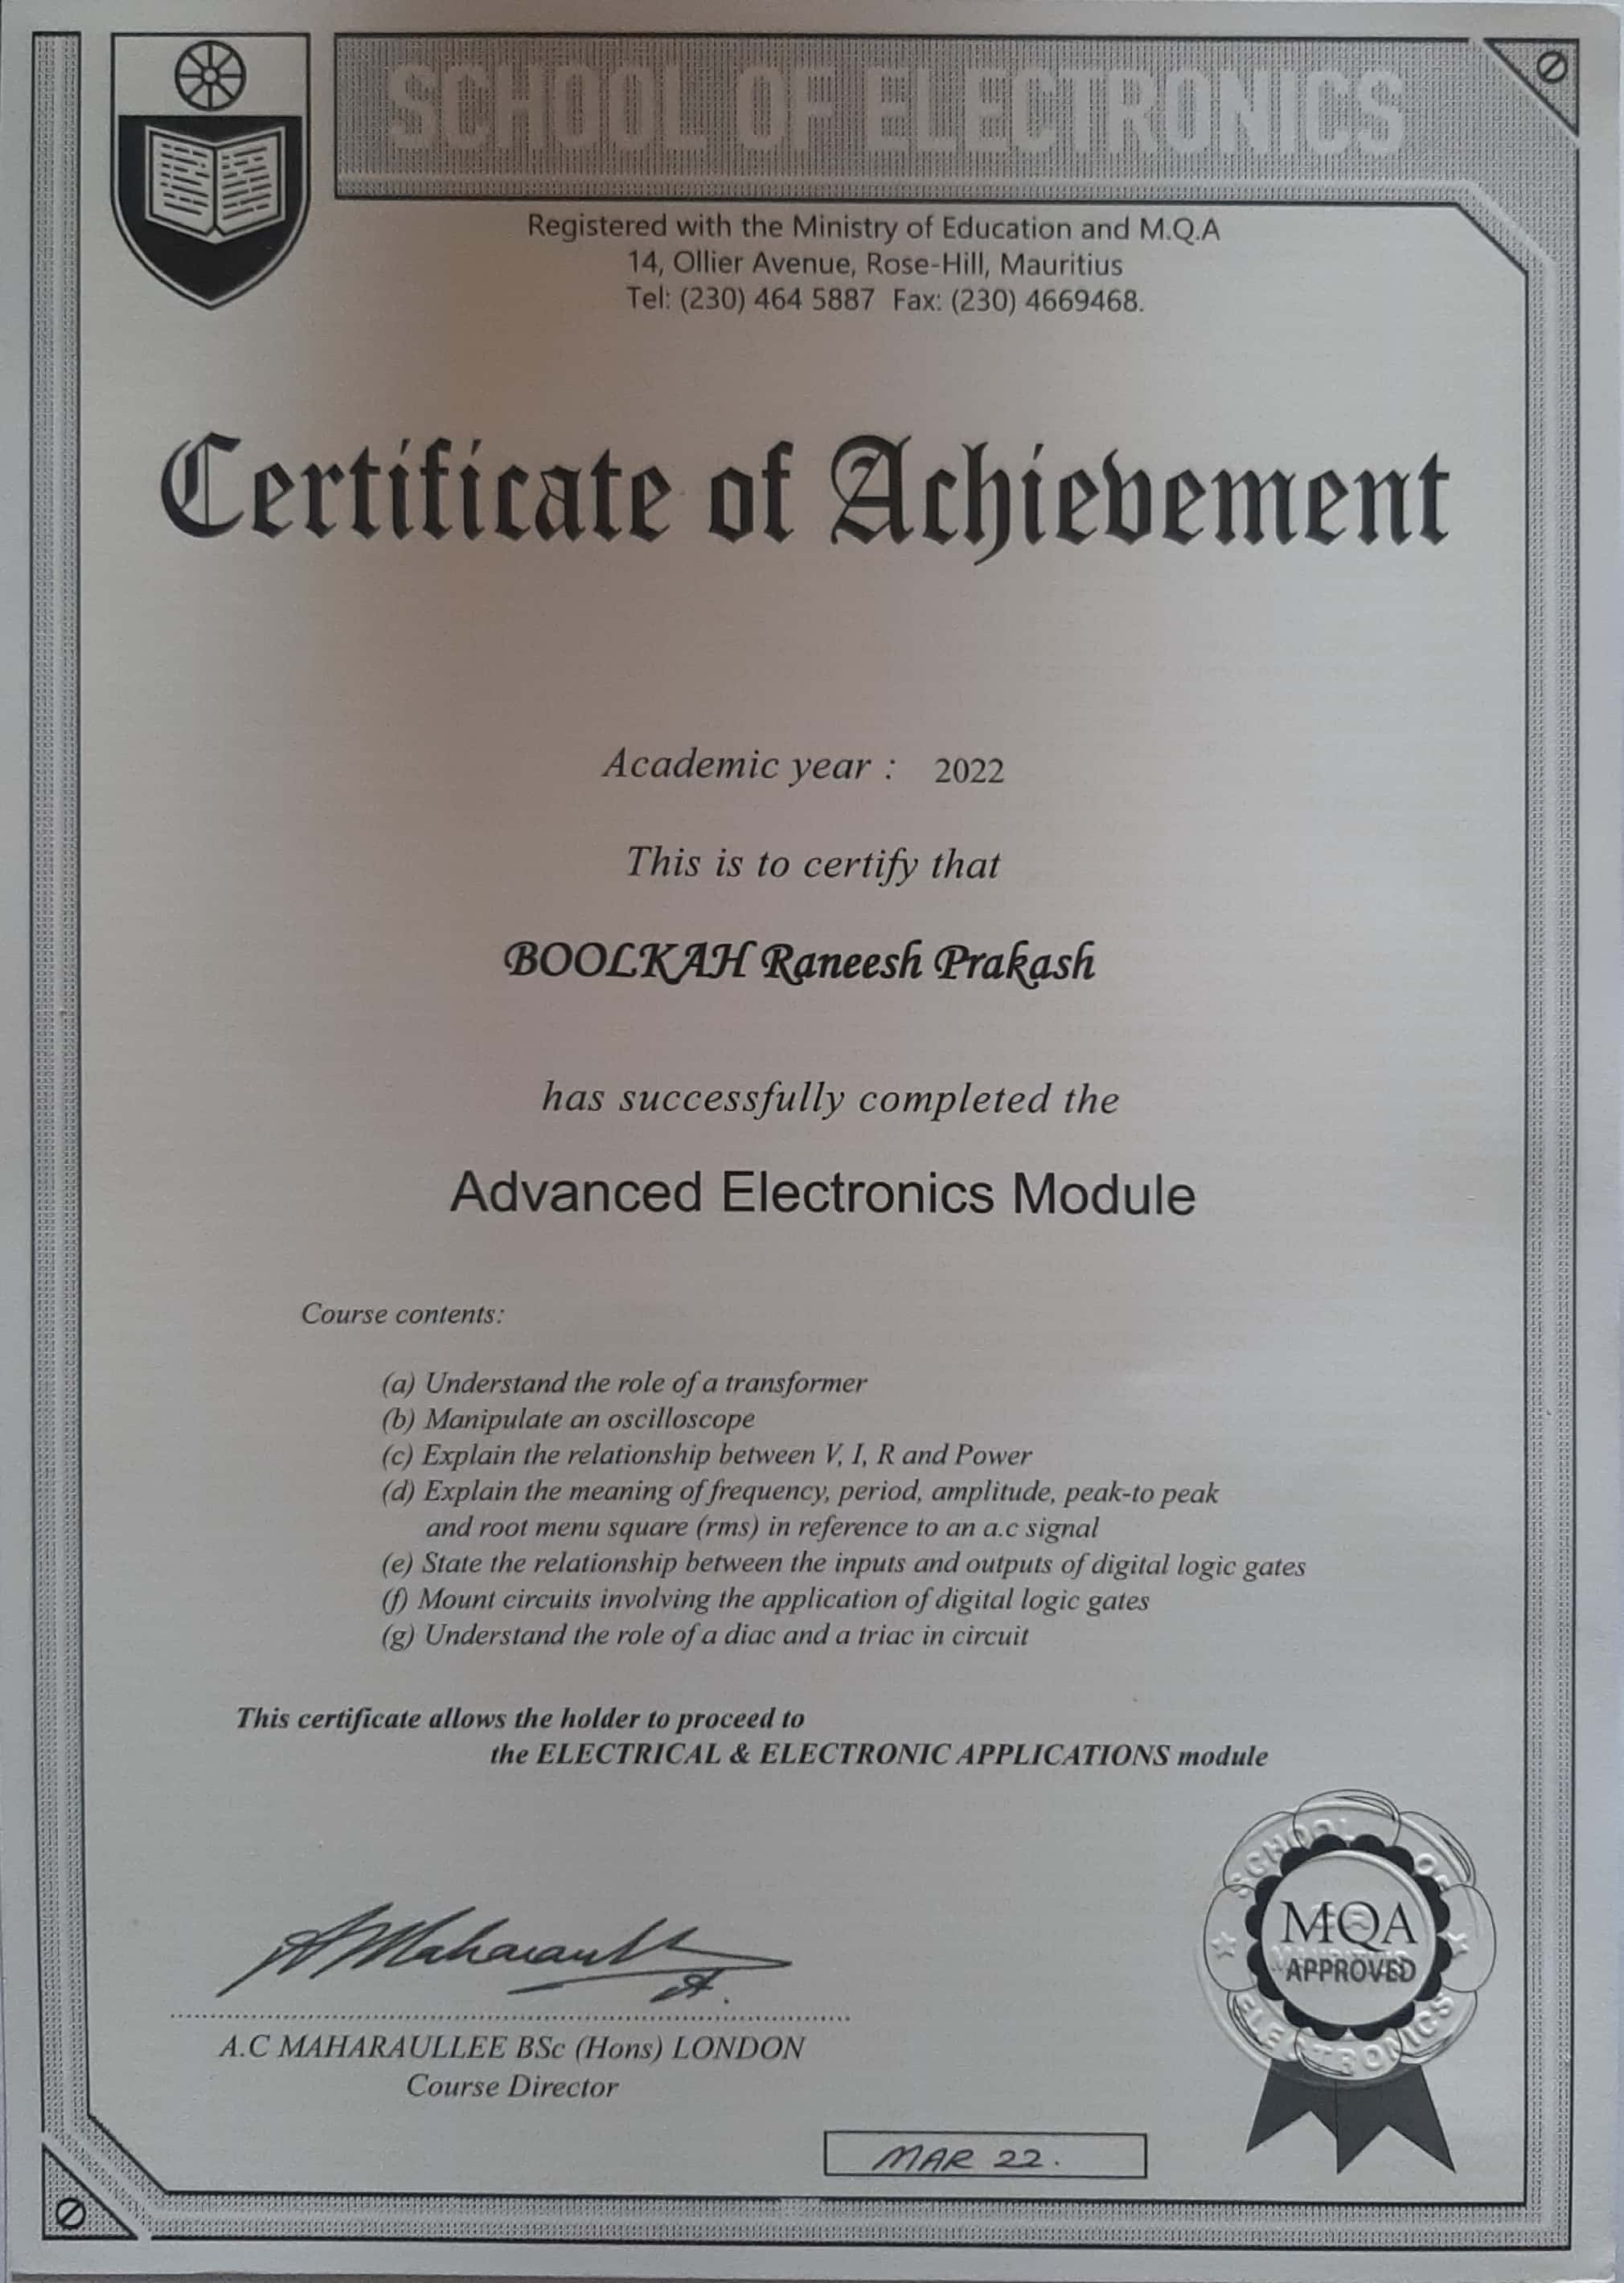 SCHOOL OF ELECTRONICS
Registered with the Ministry of Education and M.Q.A
14, Ollier Avenue, Rose-Hill, Mauritius
Tel: (230) 464 5887 Fax: (230) 4669468.
Certificate of Achievement
Academic year : 2022
This is to certify that
BOOLKAH Raneesh Prakash
has successfully completed the
Advanced Electronics Module
Course contents:
(a) Understand the role of a transformer
(b) Manipulate an oscilloscope
(c) Explain the relationship between V, I, R and Power
(d) Explain the meaning of frequency, period, amplitude, peak-to peak
and root menu square (rms) in reference to an a.c signal
(e) State the relationship between the inputs and outputs of digital logic gates
(f) Mount circuits involving the application of digital logic gates
(g) Understand the role of a diac and a triac in circuit
This certificate allows the holder to proceed to
the ELECTRICAL & ELECTRONIC APPLICATIONS module
SCHOOL OF
MQA
APPROVED
ELECTRONICS
A.C MAHARAULLEE BSc (Hons) LONDON
Course Director
MAR 22.